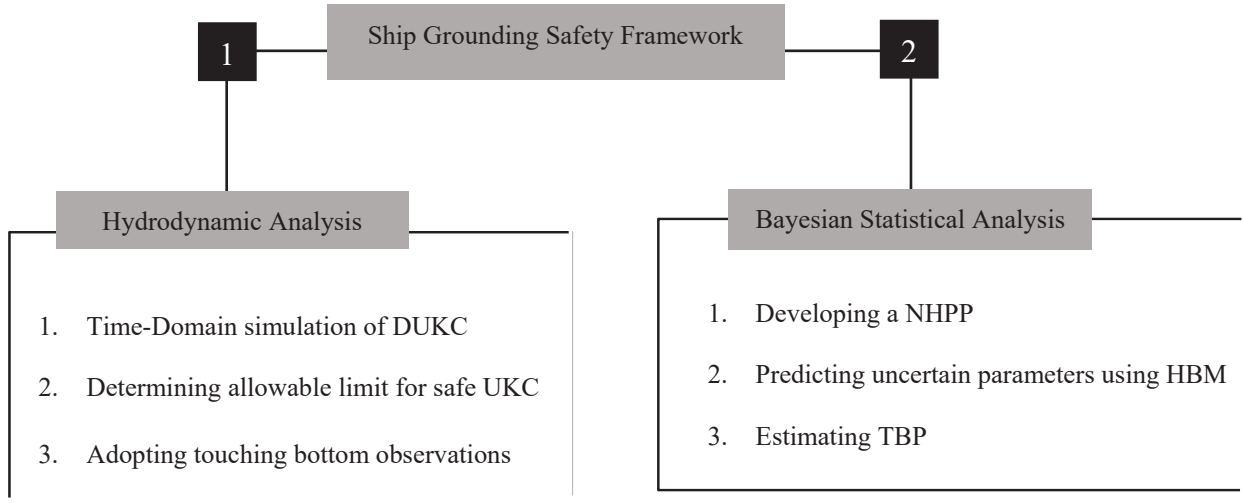 Ship Grounding Safety Framework
1
2
Hydrodynamic Analysis
1. Time-Domain simulation of DUKC
2. Determining allowable limit for safe UKC
3. Adopting touching bottom observations
Bayesian Statistical Analysis
1. Developing a NHPP
2. Predicting uncertain parameters using HBM
3. Estimating TBP